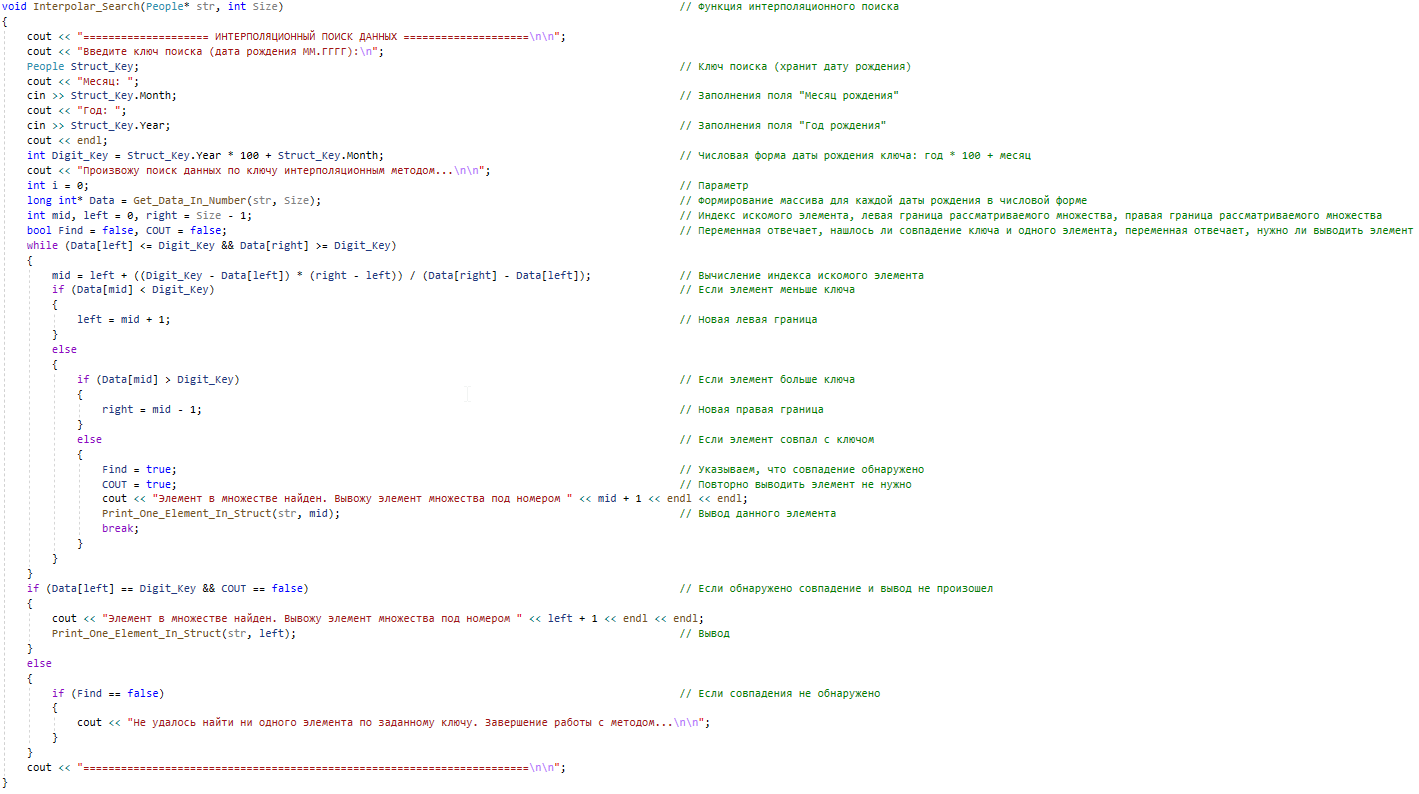 void Interpolar_Search(People* str, int Size) // Функция интерполяционного поиска
{
cout << "==================== ИНТЕРПОЛЯЦИОННЫЙ ПОИСК ДАННЫХ ====================\n\n";
cout << "Введите ключ поиска (дата рождения ММ.ГГГГ):\n";
People Struct_Key; // Ключ поиска (хранит дату рождения)
cout << "Месяц: ";
cin >> Struct_Key.Month; // Заполнения поля "Месяц рождения"
cout << "Год: ";
cin >> Struct_Key.Year; // Заполнения поля "Год рождения"
cout << endl;
int Digit_Key = Struct_Key.Year * 100 + Struct_Key.Month; // Числовая форма даты рождения ключа: год * 100 + месяц
cout << "Произвожу поиск данных по ключу интерполяционным методом...\n\n";
int i = 0; // Параметр
long int* Data = Get_Data_In_Number(str, Size); // Формирование массива для каждой даты рождения в числовой форме
int mid, left = 0, right = Size - 1; // Индекс искомого элемента, левая граница рассматриваемого множества, правая граница рассматриваемого множества
bool Find = false, COUT = false; // Переменная отвечает, нашлось ли совпадение ключа и одного элемента, переменная отвечает, нужно ли выводить элемент
while (Data[left] <= Digit_Key && Data[right] >= Digit_Key)
{
mid = left + ((Digit_Key - Data[left]) * (right - left)) / (Data[right] - Data[left]); // Вычисление индекса искомого элемента
if (Data[mid] < Digit_Key) // Если элемент меньше ключа
{
left = mid + 1; // Новая левая граница
}
else
{
if (Data[mid] > Digit_Key) // Если элемент больше ключа
{
right = mid - 1; // Новая правая граница
}
else // Если элемент совпал с ключом
{
Find = true; // Указываем, что совпадение обнаружено
COUT = true; // Повторно выводить элемент не нужно
cout << "Элемент в множестве найден. Вывожу элемент множества под номером " << mid + 1 << endl << endl;
Print_One_Element_In_Struct(str, mid); // Вывод данного элемента
break;
}
}
}
if (Data[left] == Digit_Key && COUT == false) // Если обнаружено совпадение и вывод не произошел
{
cout << "Элемент в множестве найден. Вывожу элемент множества под номером " << left + 1 << endl << endl;
Print_One_Element_In_Struct(str, left); // Вывод
}
else
{
if (Find == false) // Если совпадения не обнаружено
{
cout << "Не удалось найти ни одного элемента по заданному ключу. Завершение работы с методом...\n\n";
}
}
cout << "=======================================================================\n\n";
}